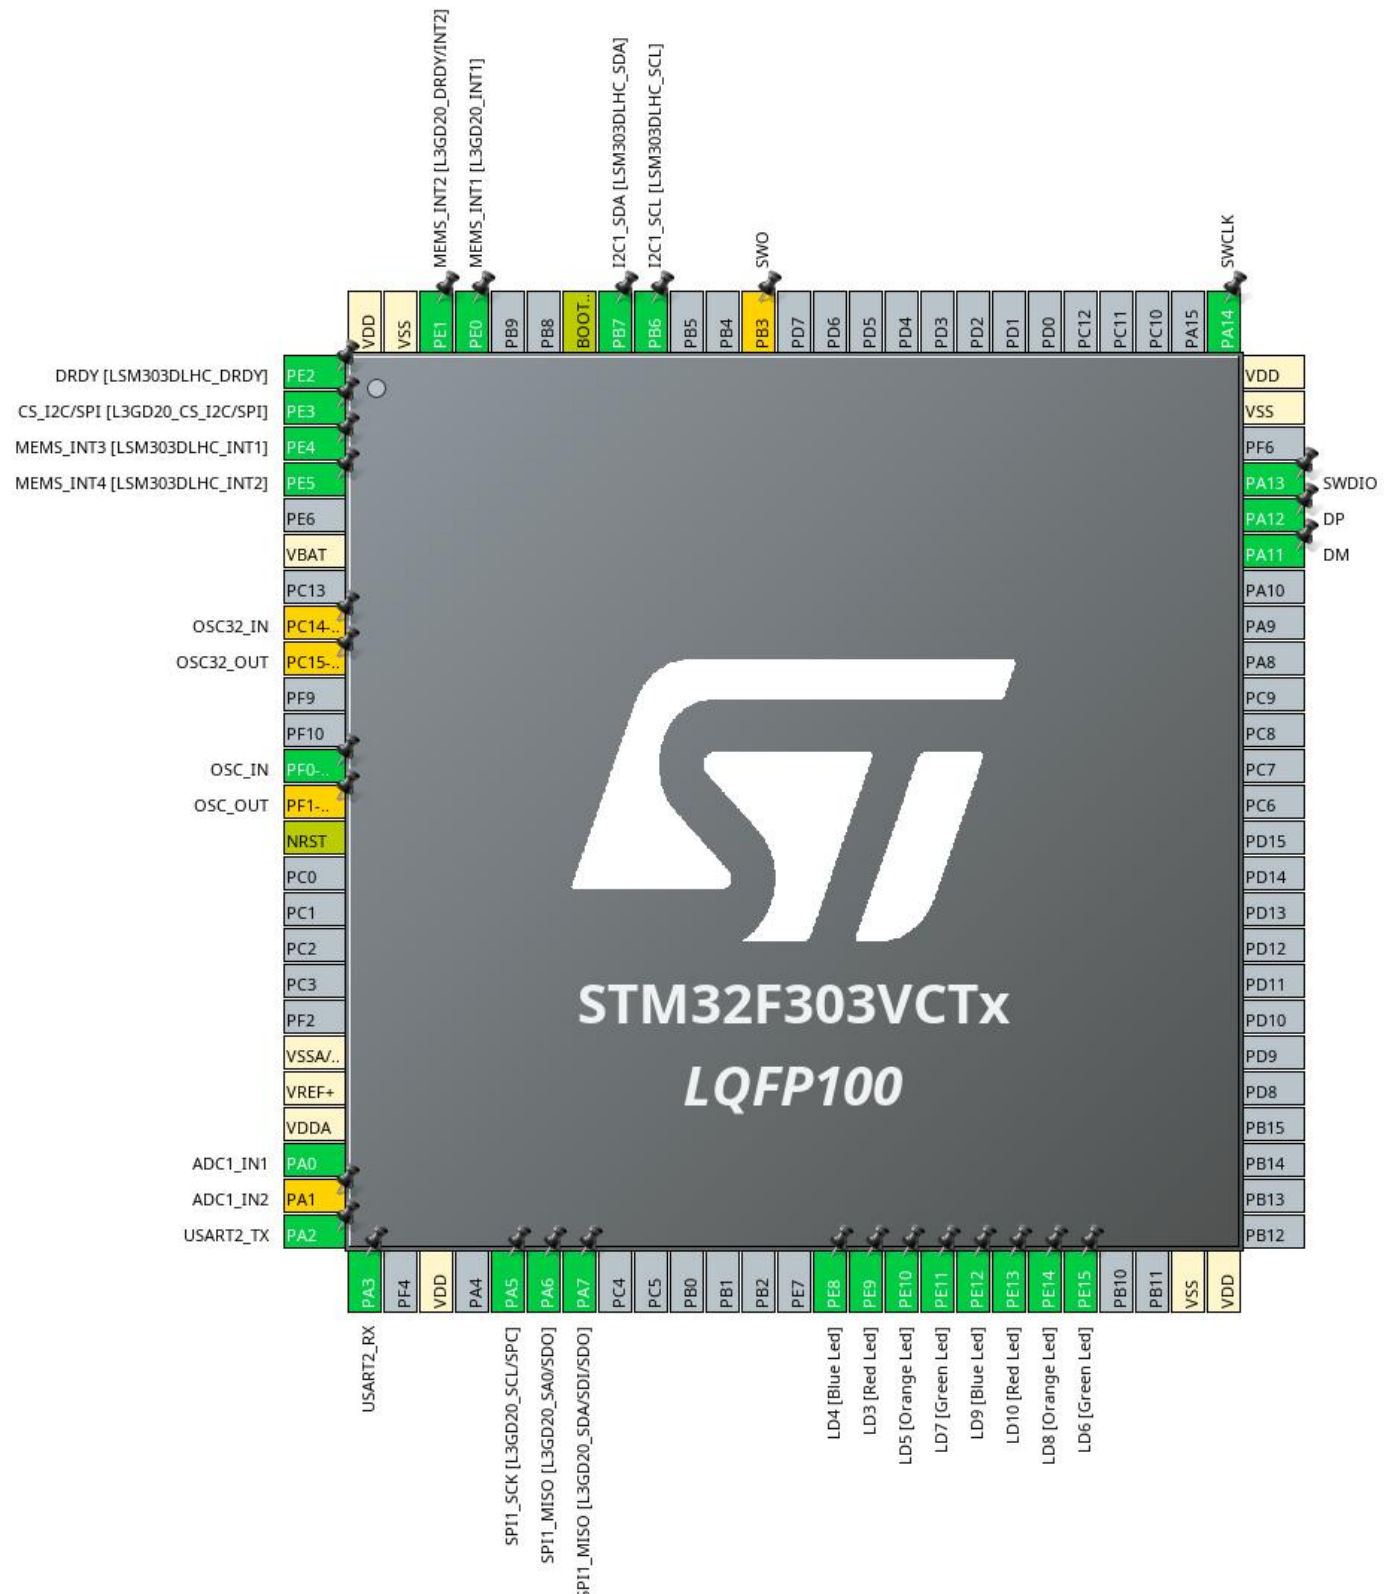 MEMS_INT2 [L3GD20_DRDY/INT2]
MEMS_INT1 [L3GD20_INT1]
I2C1_SDA [LSM303DLHC_SDA]
I2C1_SCL [LSM303DLHC_SCL]
SWO
SWCLK
VDD
VSS
PE1
PE0
PB9
PB8
BOOT..
PB7
PB6
PB5
PB4
PB3
PD7
PD6
PD5
PD4
PD3
PD2
PD1
PD0
PC12
PC11
PC10
PA15
PA14
DRDY [LSM303DLHC_DRDY] PE2
CS_I2C/SPI [L3GD20_CS_I2C/SPI] PE3
MEMS_INT3 [LSM303DLHC_INT1] PE4
MEMS_INT4 [LSM303DLHC_INT2] PE5
PE6
VBAT
PC13
OSC32_IN PC14-..
OSC32_OUT PC15-..
PF9
PF10
OSC_IN PF0-..
OSC_OUT PF1-..
NRST
PC0
PC1
PC2
PC3
PF2
VSSA/..
VREF+
VDDA
ADC1_IN1 PA0
ADC1_IN2 PA1
USART2_TX PA2
ST
STM32F303VCTx
LQFP100
VDD
VSS
PF6
PA13 SWDIO
PA12 DP
PA11 DM
PA10
PA9
PA8
PC9
PC8
PC7
PC6
PD15
PD14
PD13
PD12
PD11
PD10
PD9
PD8
PB15
PB14
PB13
PB12
PA3
PF4
VDD
PA4
PA5
PA6
PA7
PC4
PC5
PB0
PB1
PB2
PE7
PE8
PE9
PE10
PE11
PE12
PE13
PE14
PE15
PB10
PB11
VSS
VDD
USART2_RX
SPI1_SCK [L3GD20_SCL/SPC]
SPI1_MISO [L3GD20_SA0/SDO]
SPI1_MISO [L3GD20_SDA/SDI/SDO]
LD4 [Blue Led]
LD3 [Red Led]
LD5 [Orange Led]
LD7 [Green Led]
LD9 [Blue Led]
LD10 [Red Led]
LD8 [Orange Led]
LD6 [Green Led]